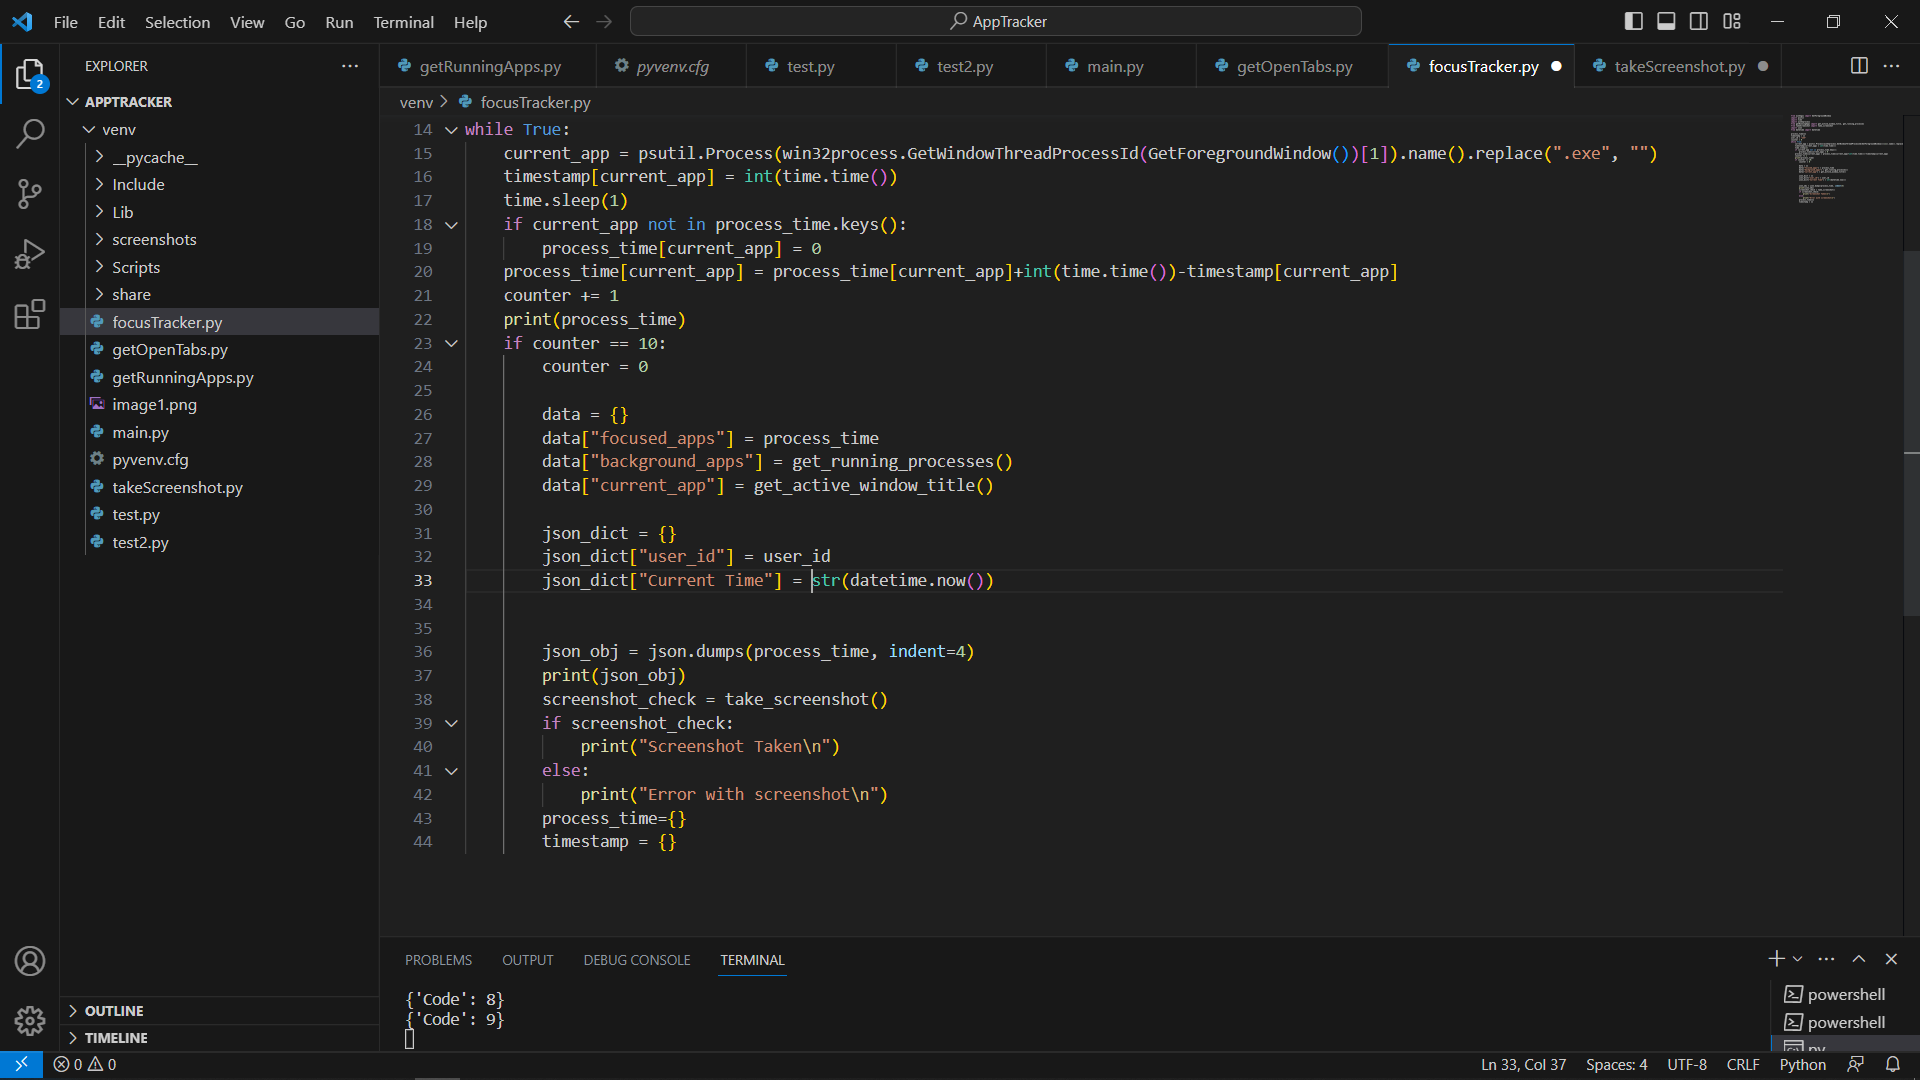 File Edit Selection View Go Run Terminal Help
AppTracker
EXPLORER
2
APPTRACKER
venv
__pycache__
Include
Lib
screenshots
Scripts
share
focusTracker.py
getOpenTabs.py
getRunningApps.py
image1.png
main.py
pyvenv.cfg
takeScreenshot.py
test.py
test2.py
OUTLINE
TIMELINE
getRunningApps.py pyvenv.cfg test.py test2.py main.py getOpenTabs.py focusTracker.py takeScreenshot.py
venv > focusTracker.py
14 while True:
15 current_app = psutil.Process(win32process.GetWindowThreadProcessId(GetForegroundWindow())[1]).name().replace(".exe", "")
16 timestamp[current_app] = int(time.time())
17 time.sleep(1)
18 if current_app not in process_time.keys():
19 process_time[current_app] = 0
20 process_time[current_app] = process_time[current_app]+int(time.time())-timestamp[current_app]
21 counter += 1
22 print(process_time)
23 if counter == 10:
24 counter = 0
25
26 data = {}
27 data["focused_apps"] = process_time
28 data["background_apps"] = get_running_processes()
29 data["current_app"] = get_active_window_title()
30
31 json_dict = {}
32 json_dict["user_id"] = user_id
33 json_dict["Current Time"] = str(datetime.now())
34
35
36 json_obj = json.dumps(process_time, indent=4)
37 print(json_obj)
38 screenshot_check = take_screenshot()
39 if screenshot_check:
40 print("Screenshot Taken\n")
41 else:
42 print("Error with screenshot\n")
43 process_time={}
44 timestamp = {}
PROBLEMS OUTPUT DEBUG CONSOLE TERMINAL
{'Code': 8}
{'Code': 9}
powershell
powershell
py
0 0
Ln 33, Col 37 Spaces: 4 UTF-8 CRLF Python